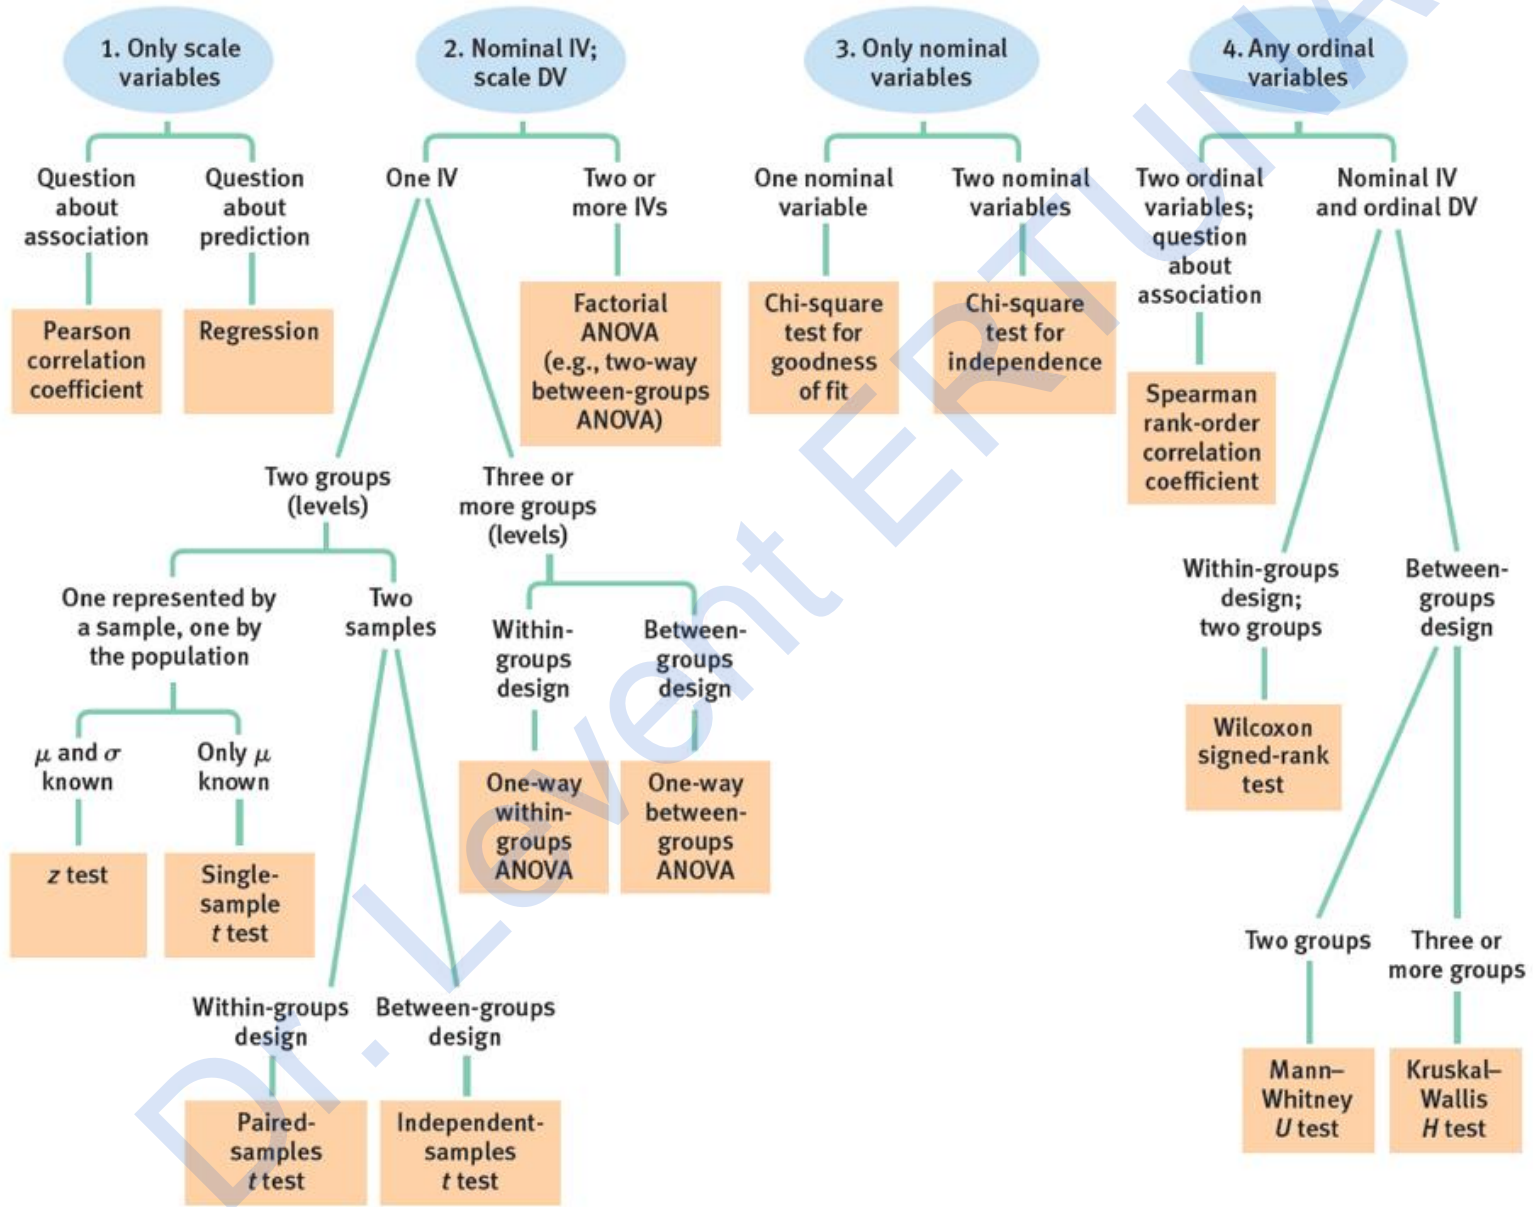 1. Only scale
variables
2. Nominal IV;
scale DV
3. Only nominal
variables
4. Any ordinal
variables
Question
about
association
Question
about
prediction
One IV
Two or
more IVs
One nominal
variable
Two nominal
variables
Two ordinal
variables;
question
about
association
Nominal IV
and ordinal DV
Pearson
correlation
coefficient
Regression
Factorial
ANOVA
(e.g., two-way
between-groups
ANOVA)
Chi-square
test for
goodness
of fit
Chi-square
test for
independence
Spearman
rank-order
correlation
coefficient
Two groups
(levels)
Three or
more groups
(levels)
One represented by
a sample, one by
the population
Two
samples
Within-
groups
design
Between-
groups
design
Within-groups
design;
two groups
Between-
groups
design
μ and σ
known
Only μ
known
One-way
within-
groups
ANOVA
One-way
between-
groups
ANOVA
Wilcoxon
signed-rank
test
z test
Single-
sample
t test
Two groups
Three or
more groups
Within-groups
design
Between-groups
design
Paired-
samples
t test
Independent-
samples
t test
Mann–
Whitney
U test
Kruskal–
Wallis
H test
Dr. Levent ERTUNA